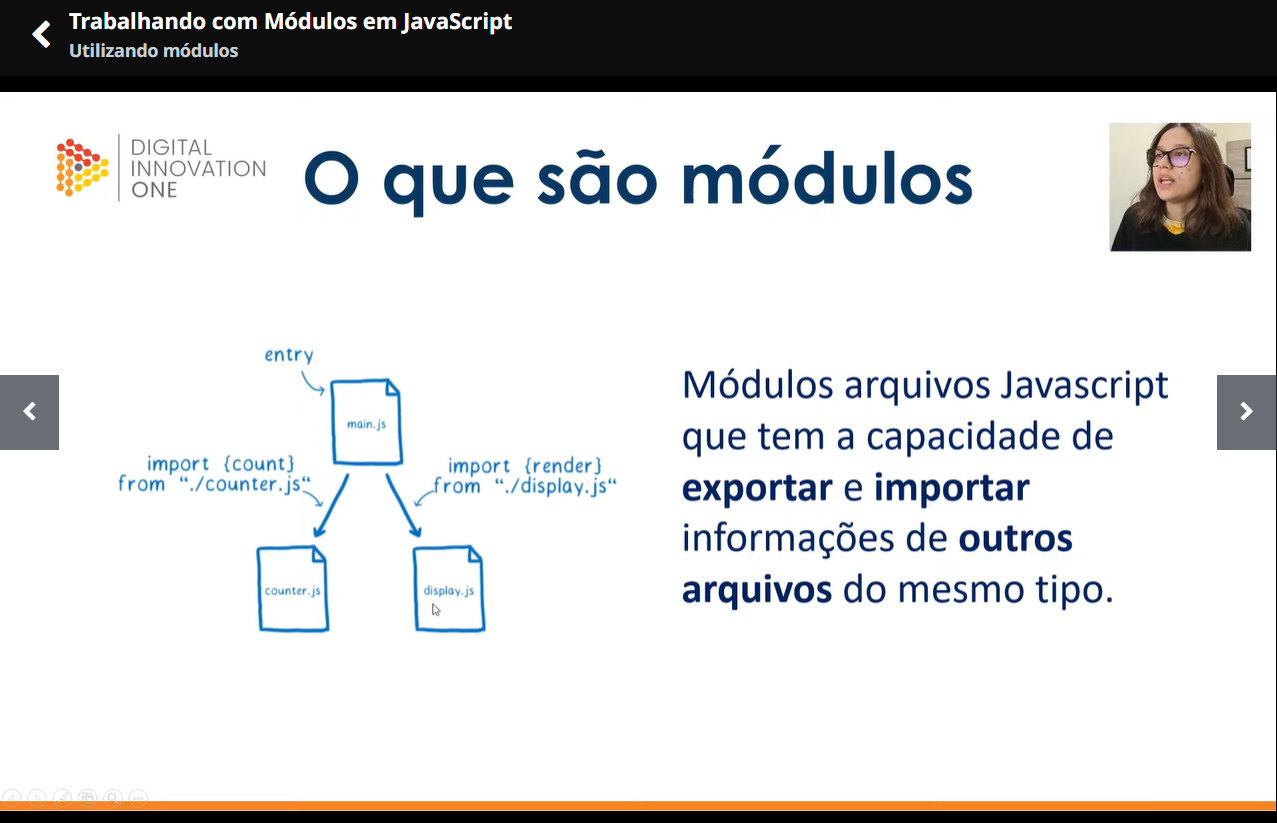 Trabalhando com Módulos em JavaScript
Utilizando módulos
DIGITAL
INNOVATION
ONE
O que são módulos
entry
main.js
import {count}
from "./counter.js"
import {render}
from "./display.js"
counter.js
display.js
Módulos arquivos Javascript
que tem a capacidade de
exportar e importar
informações de outros
arquivos do mesmo tipo.